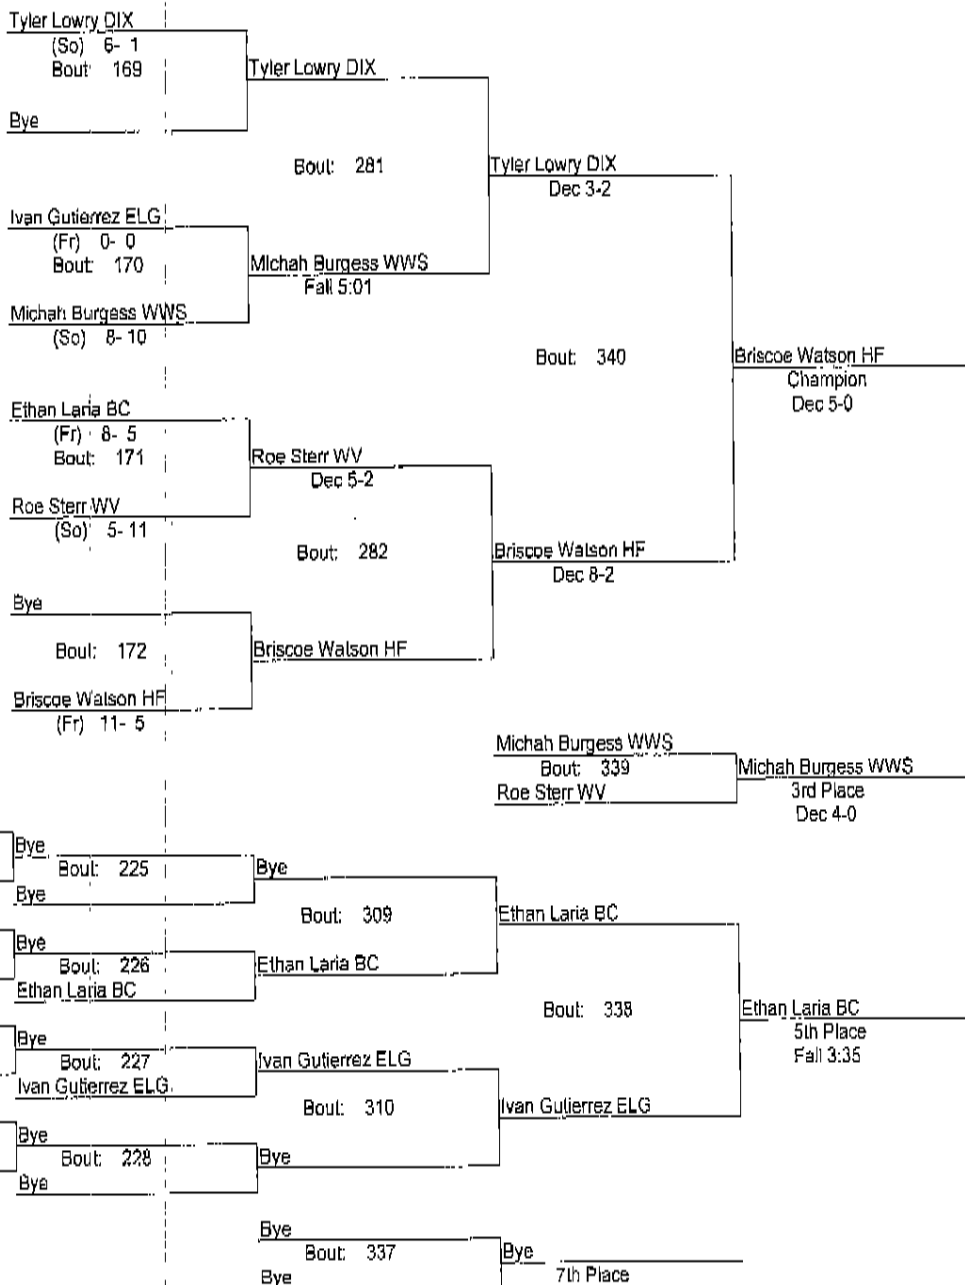 Tyler Lowry DIX
(So) 6- 1
Bout: 169
Tyler Lowry DIX
Bye
Bout: 281
Tyler Lowry DIX
Dec 3-2
Ivan Gutierrez ELG
(Fr) 0- 0
Bout: 170
Michah Burgess WWS
Fall 5:01
Michah Burgess WWS
(So) 8- 10
Bout: 340
Briscoe Watson HF
Champion
Dec 5-0
Ethan Laria BC
(Fr) 8- 5
Bout: 171
Roe Sterr WV
Dec 5-2
Roe Sterr WV
(So) 5- 11
Bout: 282
Briscoe Watson HF
Dec 8-2
Bye
Bout: 172
Briscoe Watson HF
Briscoe Watson HF
(Fr) 11- 5
Michah Burgess WWS
Bout: 339
Roe Sterr WV
Michah Burgess WWS
3rd Place
Dec 4-0
Bye
Bout: 225
Bye
Bye
Bout: 309
Ethan Laria BC
Bye
Bout: 226
Ethan Laria BC
Ethan Laria BC
Bout: 338
Ethan Laria BC
5th Place
Fall 3:35
Bye
Bout: 227
Ivan Gutierrez ELG
Ivan Gutierrez ELG
Bout: 310
Ivan Gutierrez ELG
Bye
Bout: 228
Bye
Bye
Bye
Bout: 337
Bye
Bye
7th Place